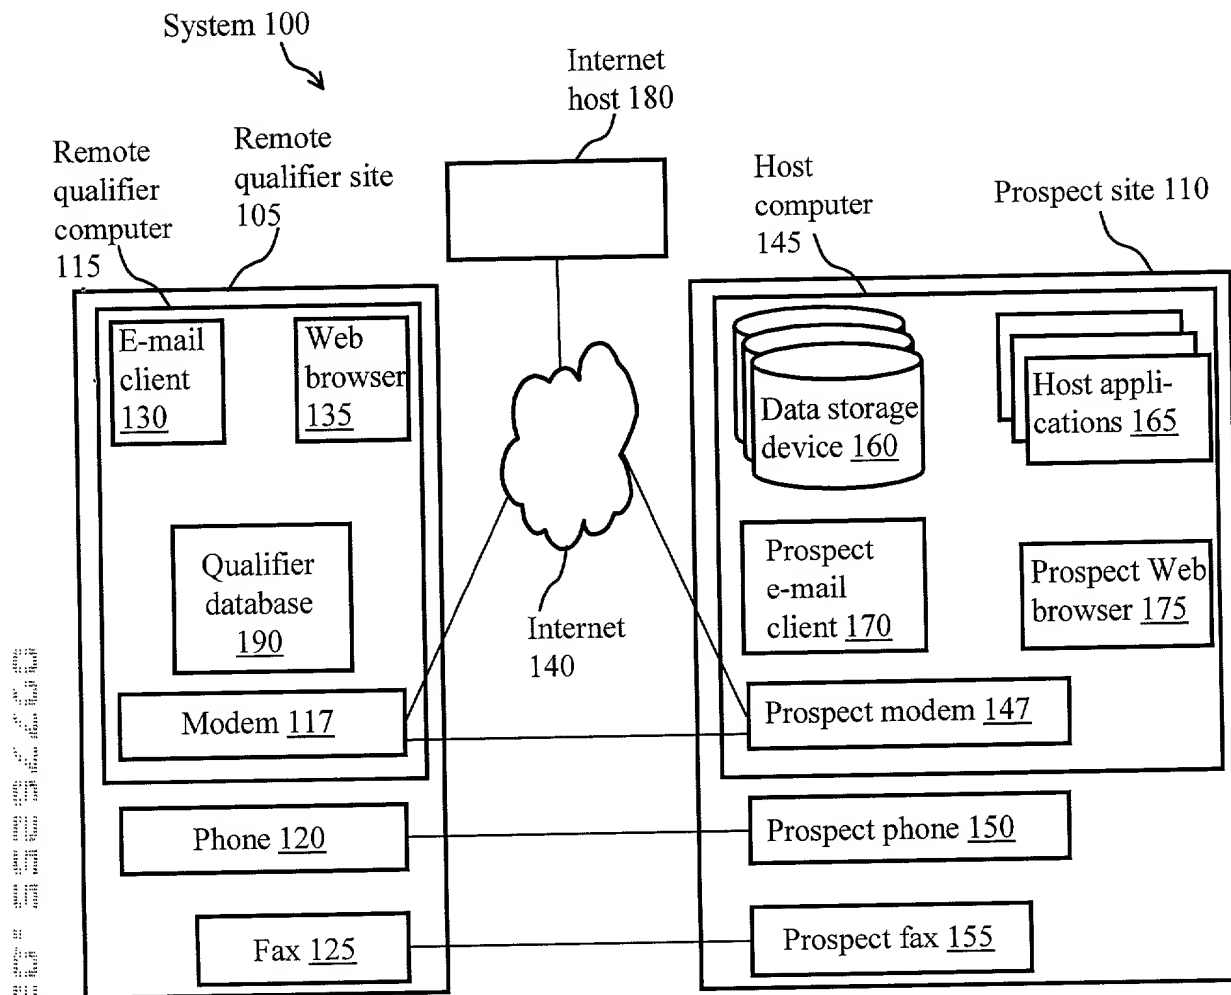 System 100
Internet
host 180
Remote
qualifier
computer
115
Remote
qualifier site
105
Host
computer
145
Prospect site 110
E-mail
client
130
Web
browser
135
Data storage
device 160
Host appli-
cations 165
Qualifier
database
190
Internet
140
Prospect
e-mail
client 170
Prospect Web
browser 175
Modem 117
Prospect modem 147
Phone 120
Prospect phone 150
Fax 125
Prospect fax 155